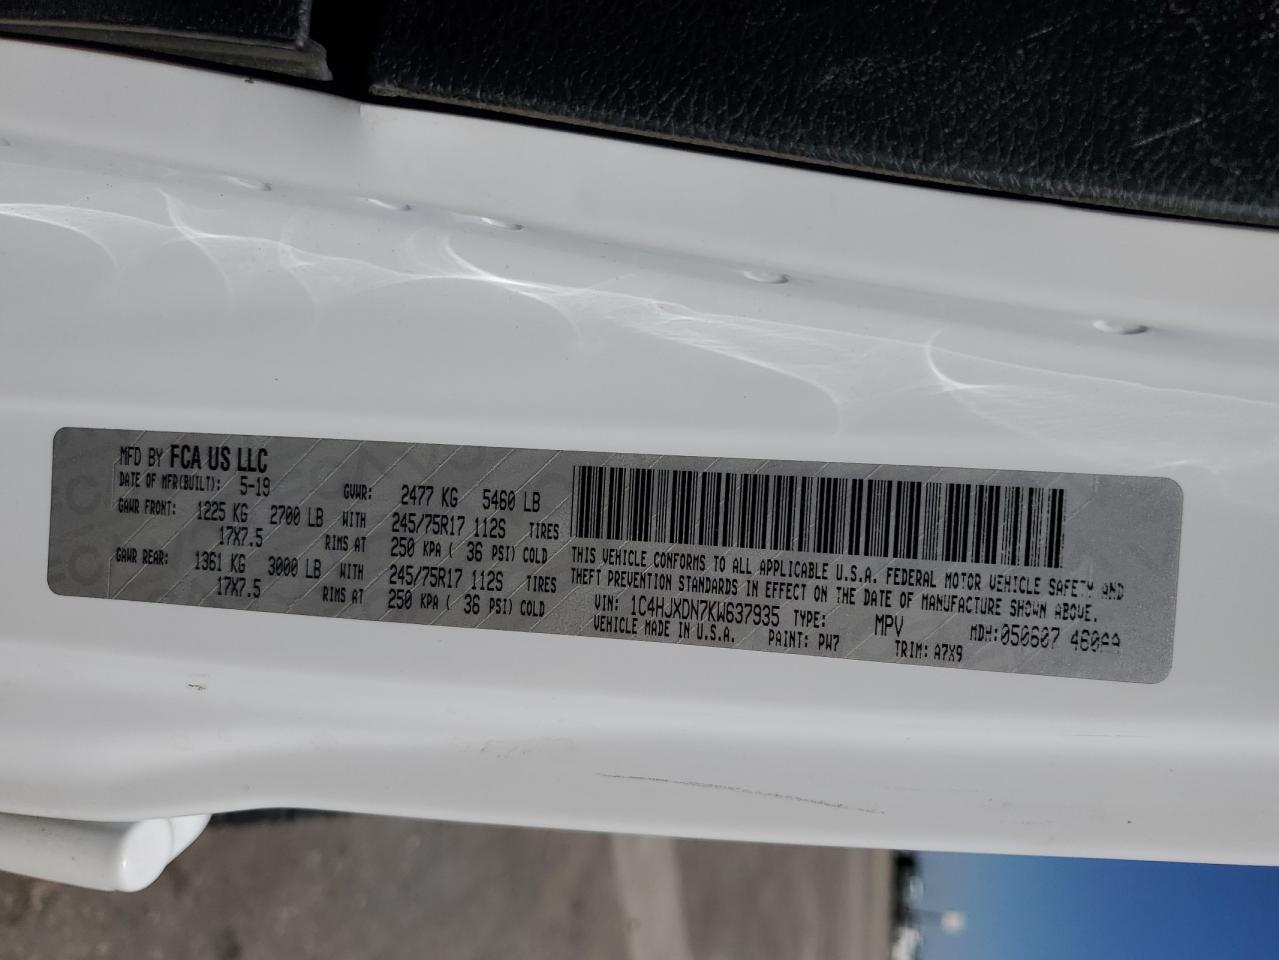 MFD BY FCA US LLC
DATE OF MFR(BUILT): 5-19 GVWR: 2477 KG 5460 LB
GAWR FRONT: 1225 KG 2700 LB WITH 245/75R17 112S TIRES
17X7.5 RIMS AT 250 KPA ( 36 PSI) COLD
GAWR REAR: 1361 KG 3000 LB WITH 245/75R17 112S TIRES
17X7.5 RIMS AT 250 KPA ( 36 PSI) COLD
THIS VEHICLE CONFORMS TO ALL APPLICABLE U.S.A. FEDERAL MOTOR VEHICLE SAFETY AND
THEFT PREVENTION STANDARDS IN EFFECT ON THE DATE OF MANUFACTURE SHOWN ABOVE.
VIN: 1C4HJXDN7KW637935 TYPE: MPV MDH:050607
VEHICLE MADE IN U.S.A. PAINT: PW7 TRIM: A7X9